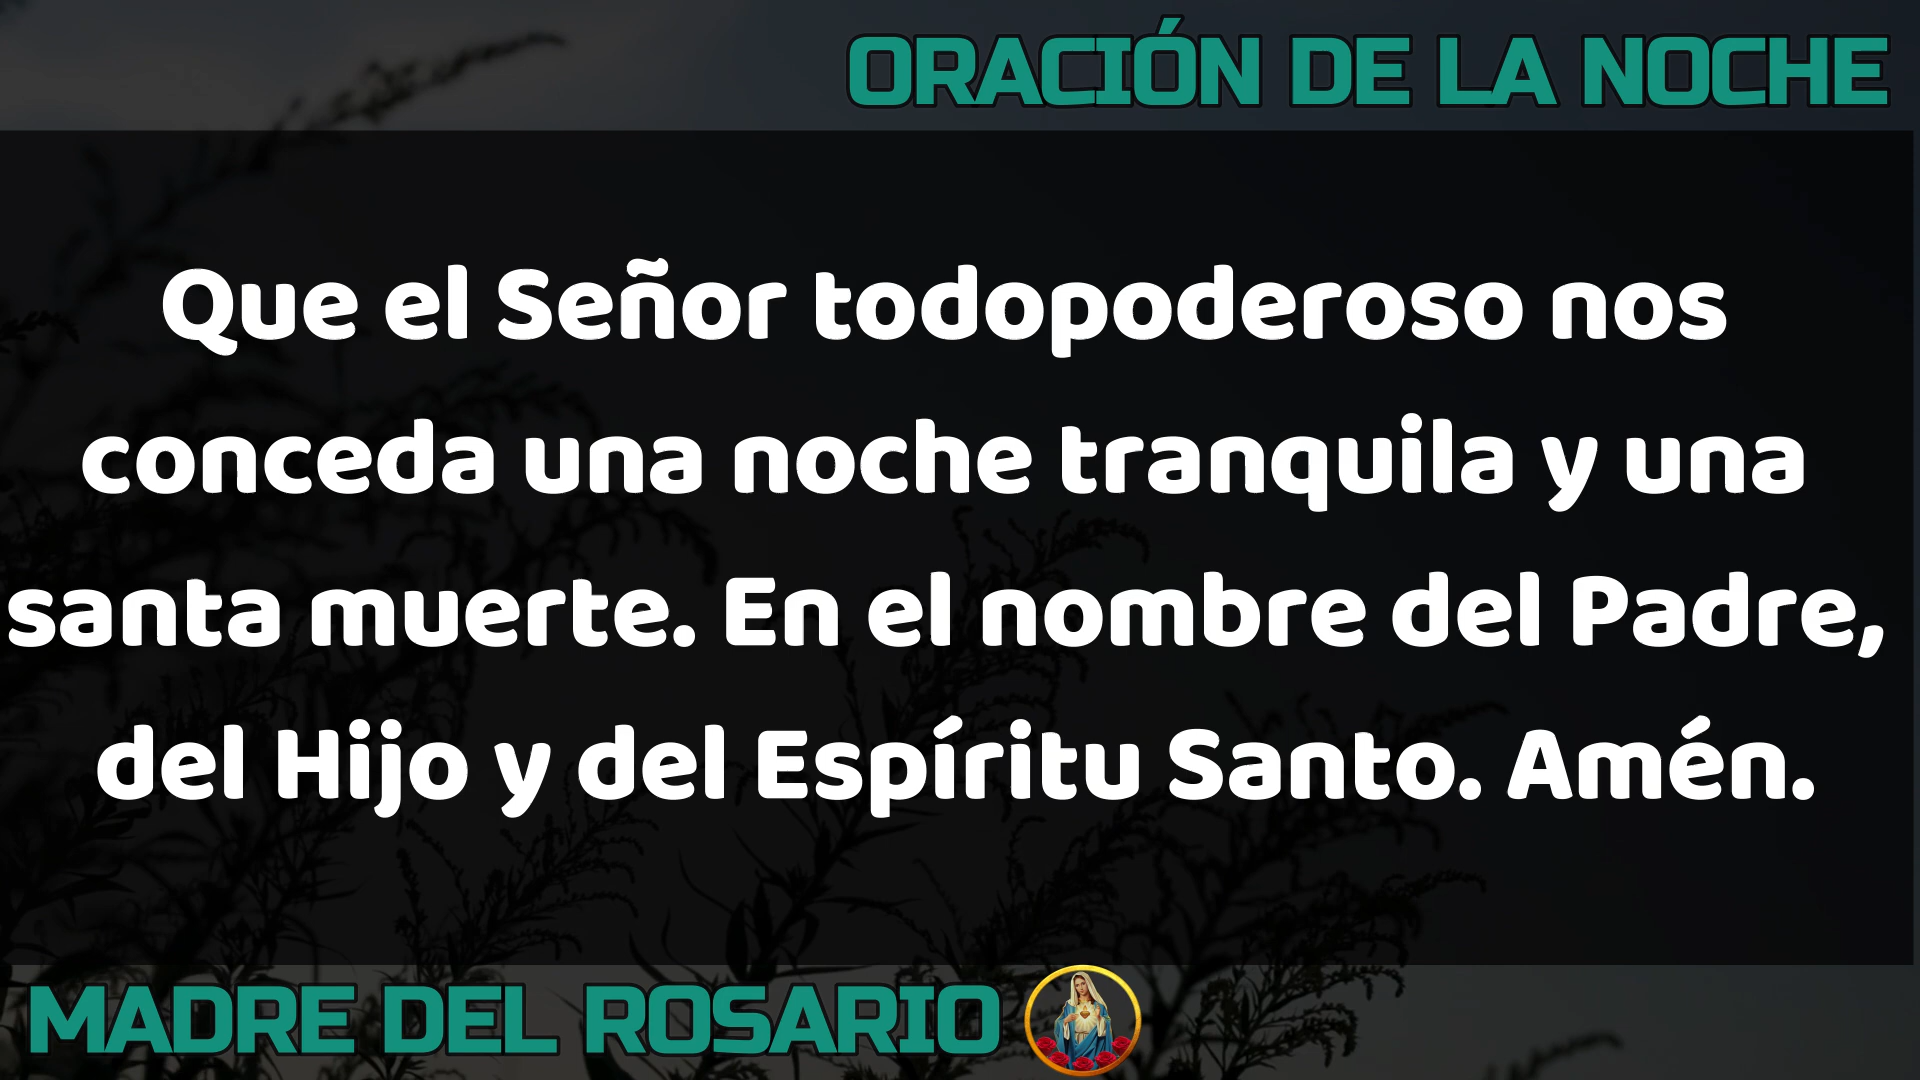 ORACIÓN DE LA NOCHE
Que el Señor todopoderoso nos
conceda una noche tranquila y una
santa muerte. En el nombre del Padre,
del Hijo y del Espíritu Santo. Amén.
MADRE DEL ROSARIO